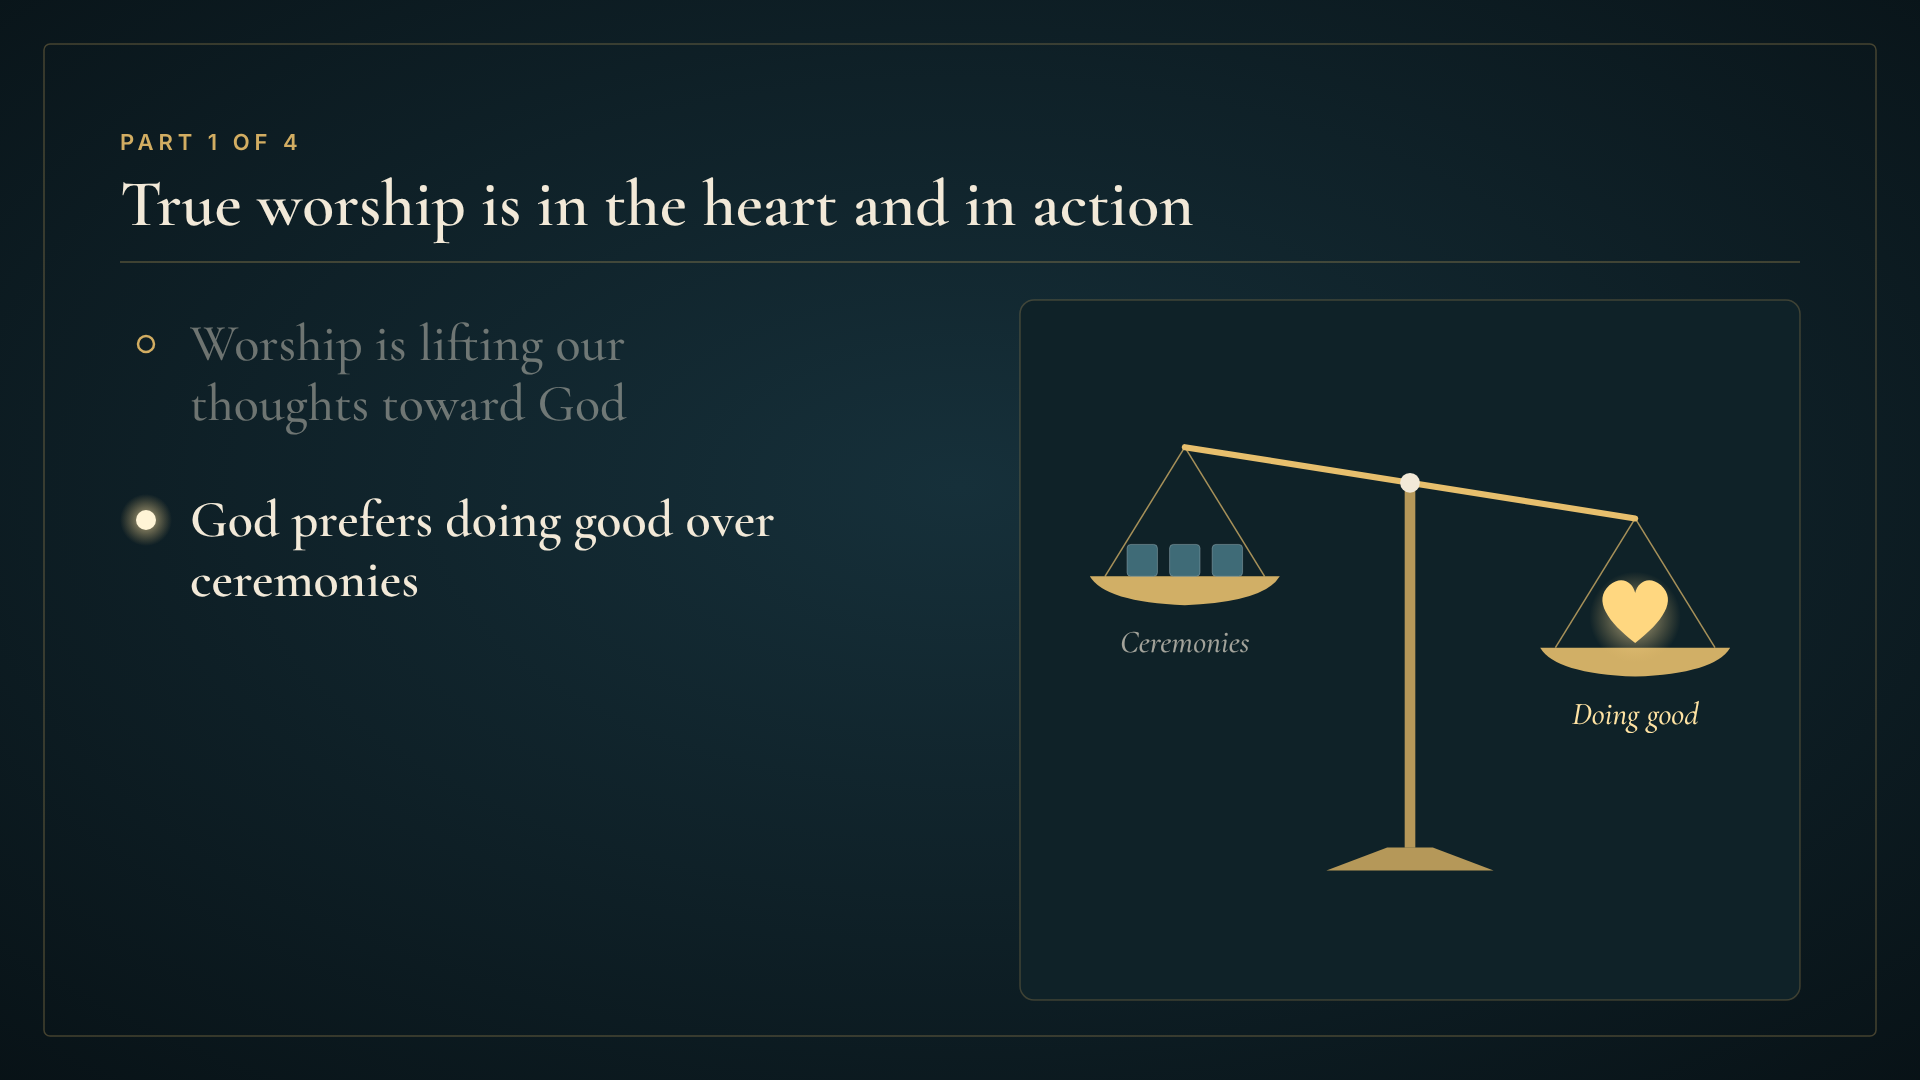 PART 1 OF 4
True worship is in the heart and in action
Worship is lifting our
thoughts toward God
God prefers doing good over
ceremonies
Ceremonies
Doing good